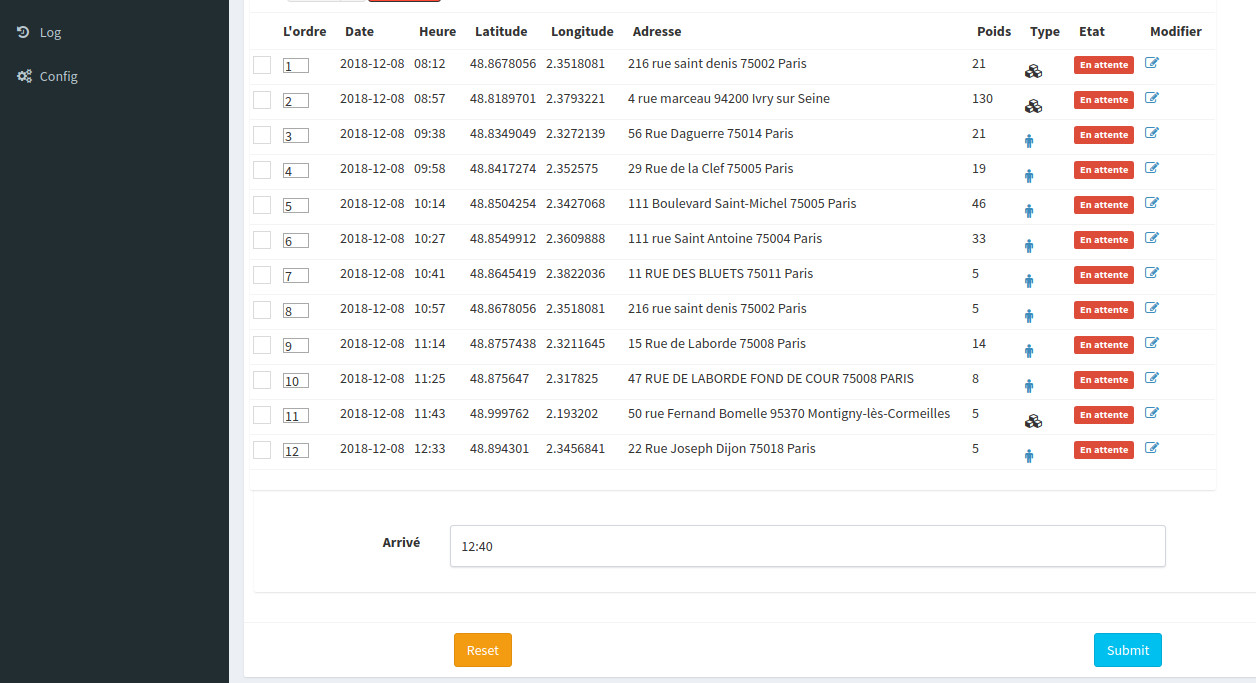 Log
Config
L'ordre Date Heure Latitude Longitude Adresse Poids Type Etat Modifier
1 2018-12-08 08:12 48.8678056 2.3518081 216 rue saint denis 75002 Paris 21 En attente
2 2018-12-08 08:57 48.8189701 2.3793221 4 rue marceau 94200 Ivry sur Seine 130 En attente
3 2018-12-08 09:38 48.8349049 2.3272139 56 Rue Daguerre 75014 Paris 21 En attente
4 2018-12-08 09:58 48.8417274 2.352575 29 Rue de la Clef 75005 Paris 19 En attente
5 2018-12-08 10:14 48.8504254 2.3427068 111 Boulevard Saint-Michel 75005 Paris 46 En attente
6 2018-12-08 10:27 48.8549912 2.3609888 111 rue Saint Antoine 75004 Paris 33 En attente
7 2018-12-08 10:41 48.8645419 2.3822036 11 RUE DES BLUETS 75011 Paris 5 En attente
8 2018-12-08 10:57 48.8678056 2.3518081 216 rue saint denis 75002 Paris 5 En attente
9 2018-12-08 11:14 48.8757438 2.3211645 15 Rue de Laborde 75008 Paris 14 En attente
10 2018-12-08 11:25 48.875647 2.317825 47 RUE DE LABORDE FOND DE COUR 75008 PARIS 8 En attente
11 2018-12-08 11:43 48.999762 2.193202 50 rue Fernand Bomelle 95370 Montigny-lès-Cormeilles 5 En attente
12 2018-12-08 12:33 48.894301 2.3456841 22 Rue Joseph Dijon 75018 Paris 5 En attente
Arrivé 12:40
Reset Submit